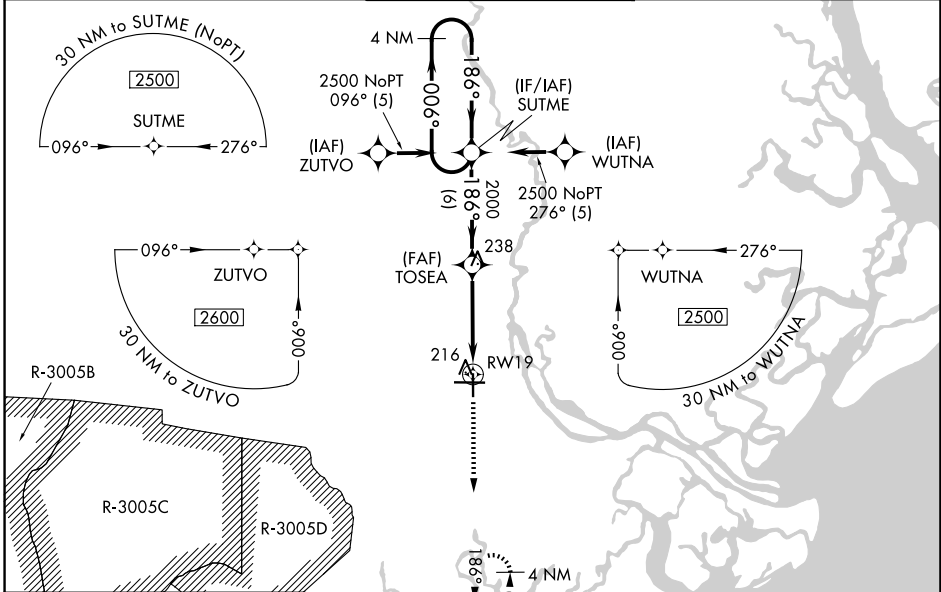 30 NM to SUTME (NoPT)
2500
SUTME
096°
276°
4 NM
2500 NoPT
096° (5)
006°
186°
(IF/IAF)
SUTME
(IAF)
ZUTVO
(IAF)
WUTNA
2500 NoPT
276° (5)
2000
186°
(6)
096°
ZUTVO
2600
006°
30 NM to ZUTVO
(FAF)
TOSEA
238
276°
WUTNA
2500
006°
30 NM to WUTNA
216
RW19
R-3005B
R-3005C
R-3005D
186°
4 NM